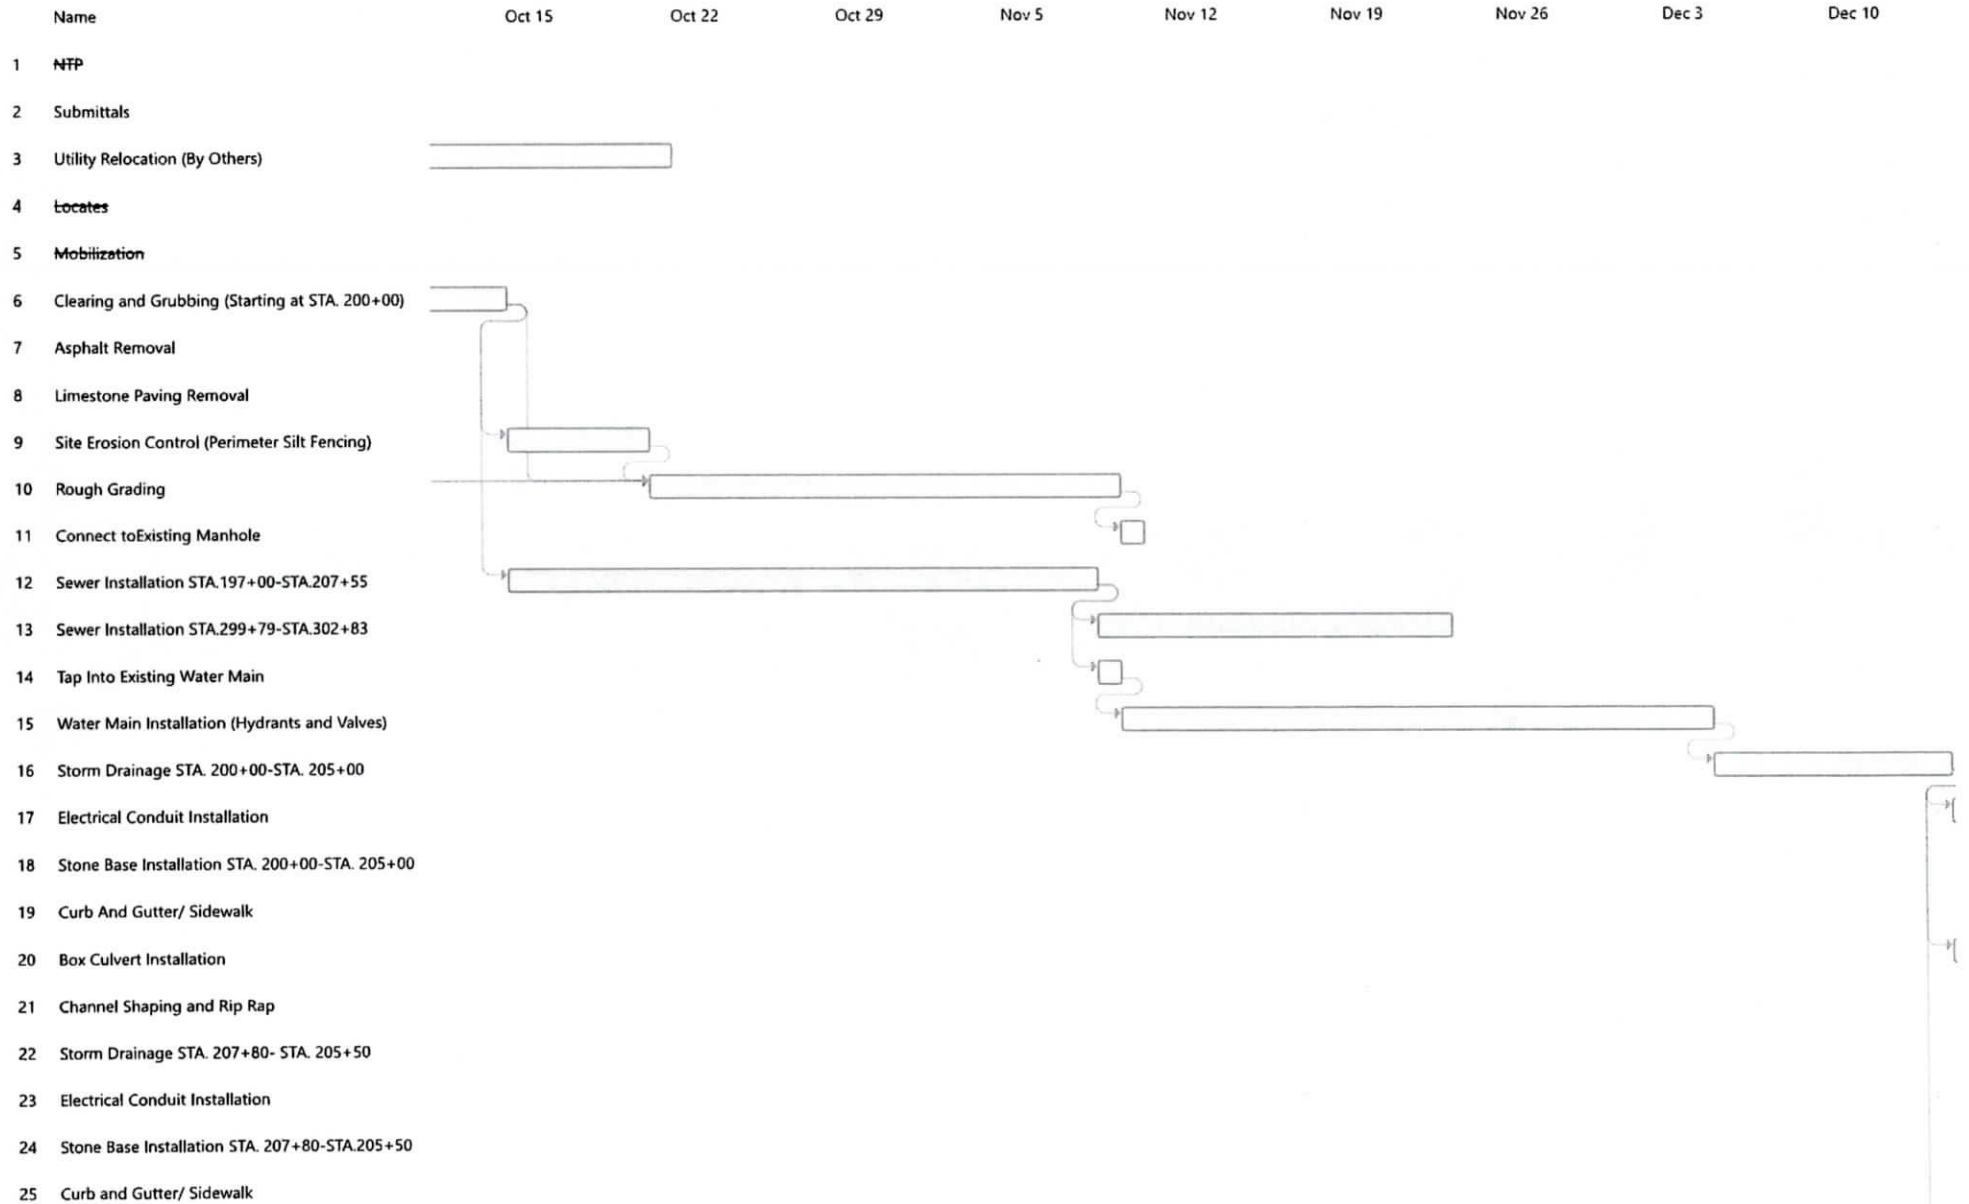 Name Oct 15 Oct 22 Oct 29 Nov 5 Nov 12 Nov 19 Nov 26 Dec 3 Dec 10
1 NTP
2 Submittals
3 Utility Relocation (By Others)
4 Locates
5 Mobilization
6 Clearing and Grubbing (Starting at STA. 200+00)
7 Asphalt Removal
8 Limestone Paving Removal
9 Site Erosion Control (Perimeter Silt Fencing)
10 Rough Grading
11 Connect toExisting Manhole
12 Sewer Installation STA.197+00-STA.207+55
13 Sewer Installation STA.299+79-STA.302+83
14 Tap Into Existing Water Main
15 Water Main Installation (Hydrants and Valves)
16 Storm Drainage STA. 200+00-STA. 205+00
17 Electrical Conduit Installation
18 Stone Base Installation STA. 200+00-STA. 205+00
19 Curb And Gutter/ Sidewalk
20 Box Culvert Installation
21 Channel Shaping and Rip Rap
22 Storm Drainage STA. 207+80- STA. 205+50
23 Electrical Conduit Installation
24 Stone Base Installation STA. 207+80-STA.205+50
25 Curb and Gutter/ Sidewalk